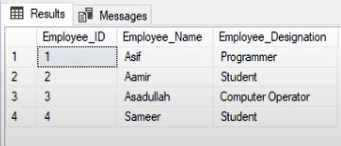 Results Messages
Employee_ID Employee_Name Employee_Designation
1 1 Asif Programmer
2 2 Aamir Student
3 3 Asadullah Computer Operator
4 4 Sameer Student